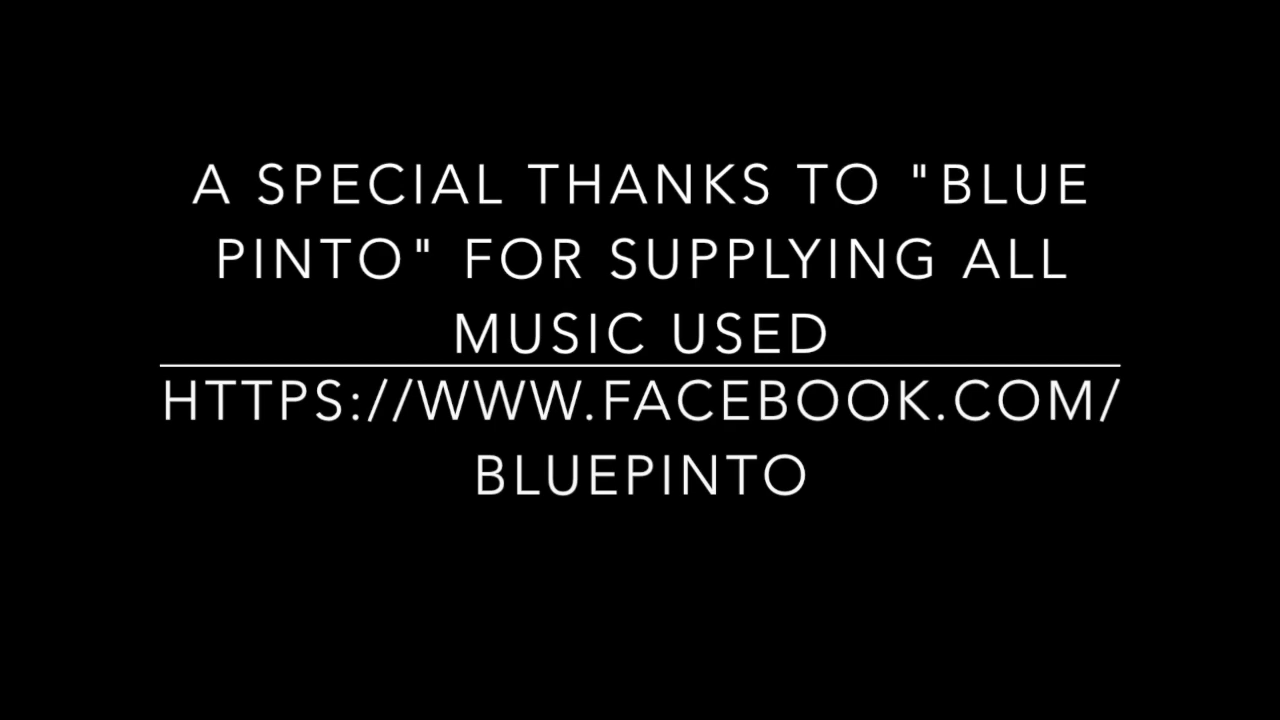 A SPECIAL THANKS TO "BLUE
PINTO" FOR SUPPLYING ALL
MUSIC USED
HTTPS://WWW.FACEBOOK.COM/
BLUEPINTO